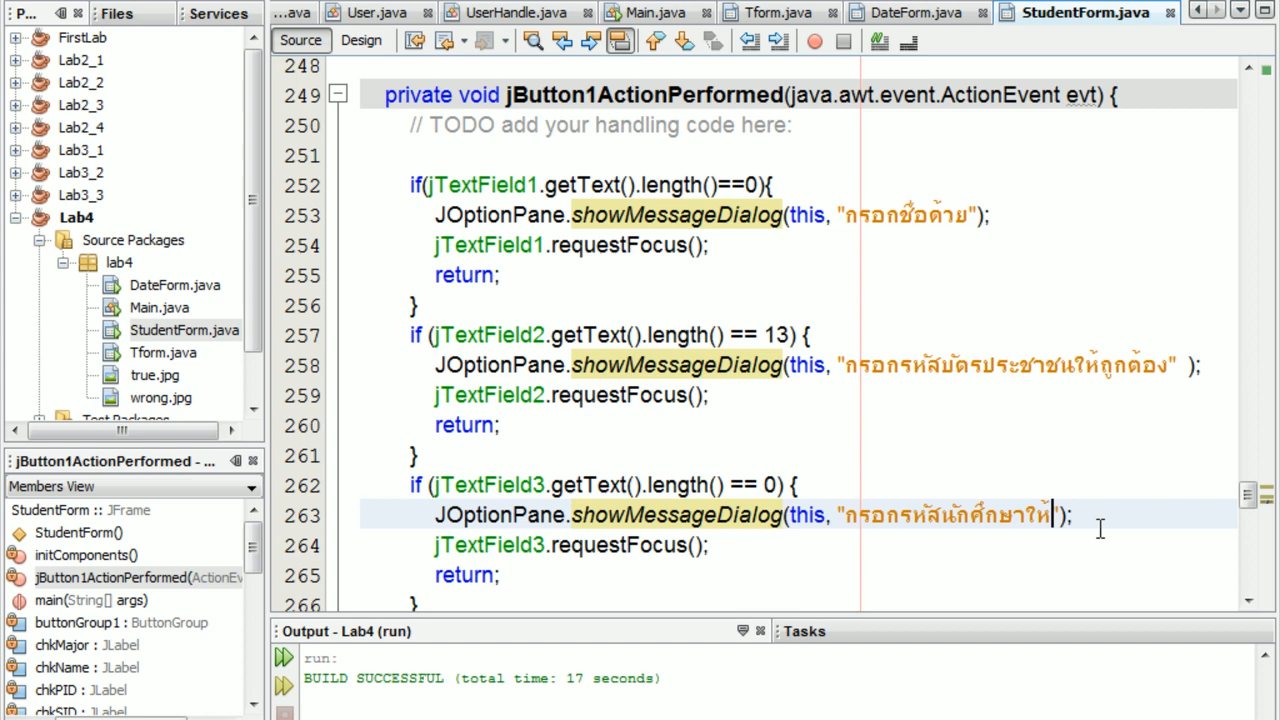 P...
Files
Services
...ava
User.java
UserHandle.java
Main.java
Tform.java
DateForm.java
StudentForm.java
Source
Design
FirstLab
Lab2_1
Lab2_2
Lab2_3
Lab2_4
Lab3_1
Lab3_2
Lab3_3
Lab4
Source Packages
lab4
DateForm.java
Main.java
StudentForm.java
Tform.java
true.jpg
wrong.jpg
Test Packages
jButton1ActionPerformed - ...
Members View
StudentForm :: JFrame
StudentForm()
initComponents()
jButton1ActionPerformed(ActionEv
main(String[] args)
buttonGroup1 : ButtonGroup
chkMajor : JLabel
chkName : JLabel
chkPID : JLabel
chkSID : JLabel
248
249 private void jButton1ActionPerformed(java.awt.event.ActionEvent evt) {
250 // TODO add your handling code here:
251
252 if(jTextField1.getText().length()==0){
253 JOptionPane.showMessageDialog(this, "กรอกชื่อด้วย");
254 jTextField1.requestFocus();
255 return;
256 }
257 if (jTextField2.getText().length() == 13) {
258 JOptionPane.showMessageDialog(this, "กรอกรหัสบัตรประชาชนให้ถูกต้อง" );
259 jTextField2.requestFocus();
260 return;
261 }
262 if (jTextField3.getText().length() == 0) {
263 JOptionPane.showMessageDialog(this, "กรอกรหัสนักศึกษาให้");
264 jTextField3.requestFocus();
265 return;
266 }
Output - Lab4 (run)
Tasks
run:
BUILD SUCCESSFUL (total time: 17 seconds)